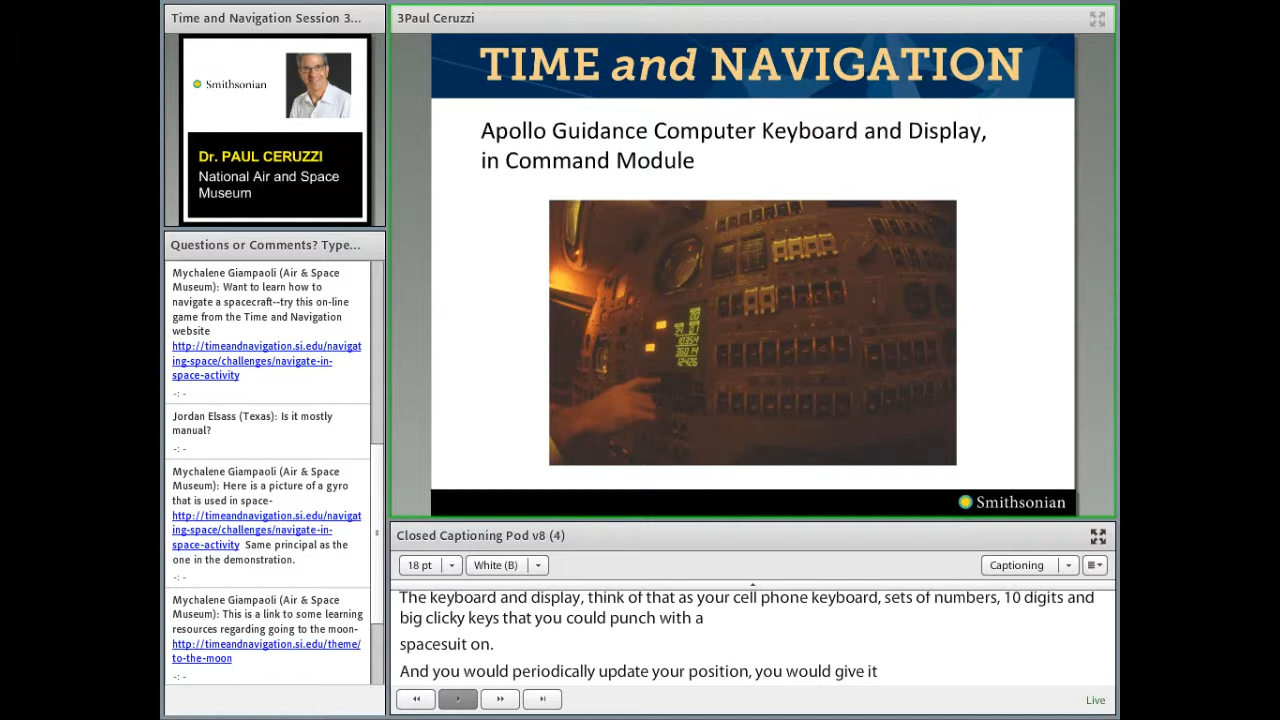 Time and Navigation Session 3...
Smithsonian
Dr. PAUL CERUZZI
National Air and Space
Museum
Questions or Comments? Type...
Mychalene Giampaoli (Air & Space
Museum): Want to learn how to
navigate a spacecraft--try this on-line
game from the Time and Navigation
website
http://timeandnavigation.si.edu/navigat
ing-space/challenges/navigate-in-
space-activity
-: -
Jordan Elsass (Texas): Is it mostly
manual?
-: -
Mychalene Giampaoli (Air & Space
Museum): Here is a picture of a gyro
that is used in space-
http://timeandnavigation.si.edu/navigat
ing-space/challenges/navigate-in-
space-activity Same principal as the
one in the demonstration.
-: -
Mychalene Giampaoli (Air & Space
Museum): This is a link to some learning
resources regarding going to the moon-
http://timeandnavigation.si.edu/theme/
to-the-moon
-: -
3Paul Ceruzzi
TIME and NAVIGATION
Apollo Guidance Computer Keyboard and Display,
in Command Module
Smithsonian
Closed Captioning Pod v8 (4)
18 pt
White (B)
Captioning
The keyboard and display, think of that as your cell phone keyboard, sets of numbers, 10 digits and
big clicky keys that you could punch with a
spacesuit on.
And you would periodically update your position, you would give it
Live